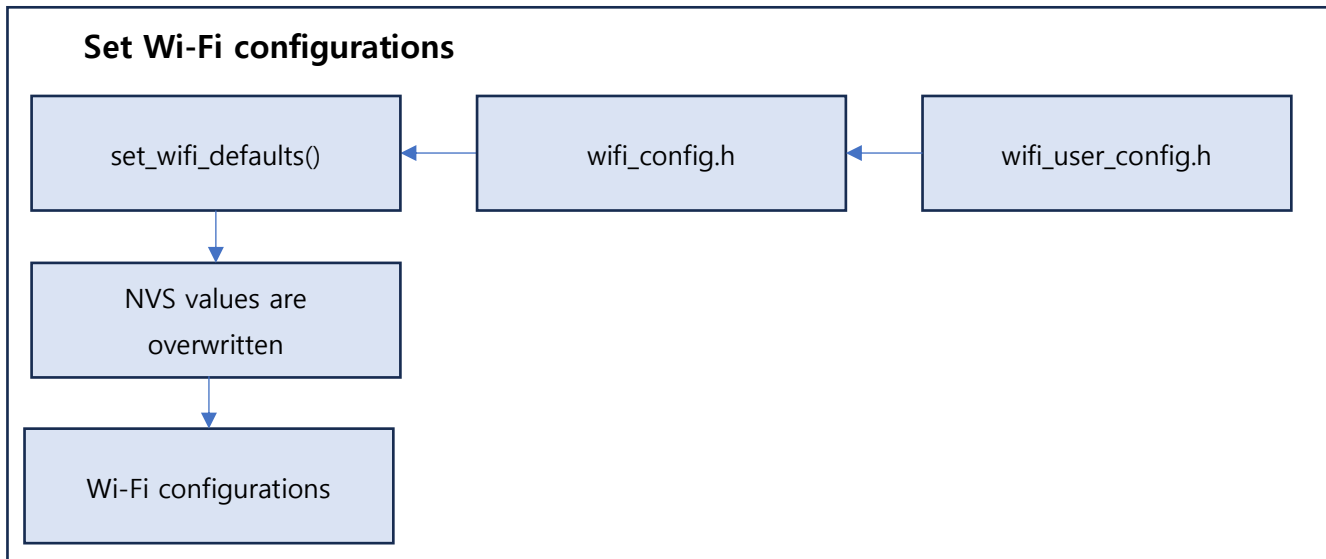 Set Wi-Fi configurations
set_wifi_defaults()
wifi_config.h
wifi_user_config.h
NVS values are
overwritten
Wi-Fi configurations